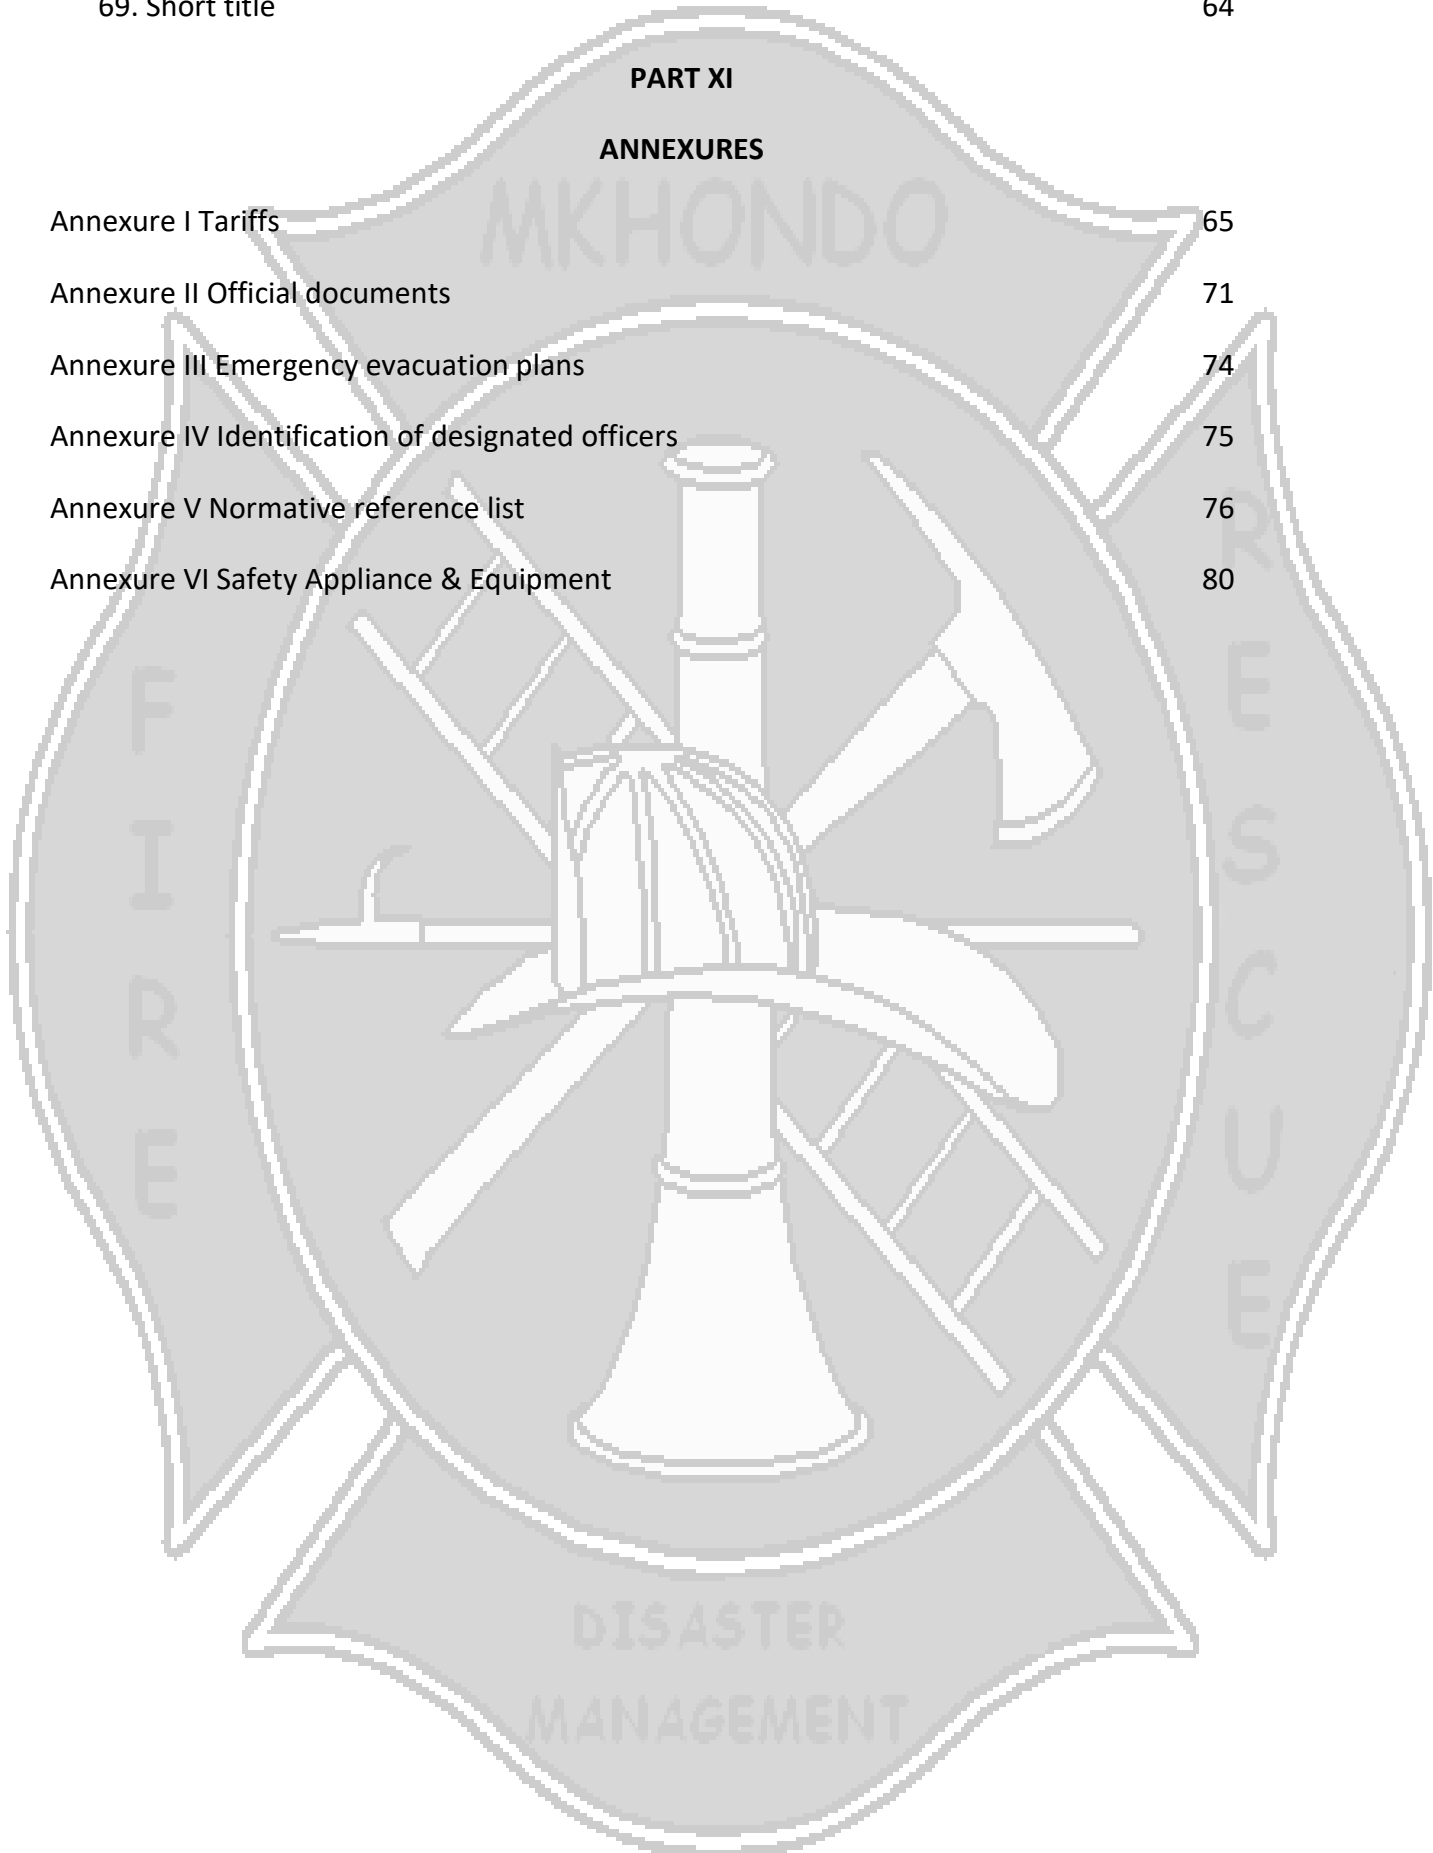 69. Short title 64
PART XI
ANNEXURES
MKHONDO
Annexure I Tariffs 65
Annexure II Official documents 71
Annexure III Emergency evacuation plans 74
Annexure IV Identification of designated officers 75
Annexure V Normative reference list 76
Annexure VI Safety Appliance & Equipment 80
FIRE
RESCUE
DISASTER
MANAGEMENT